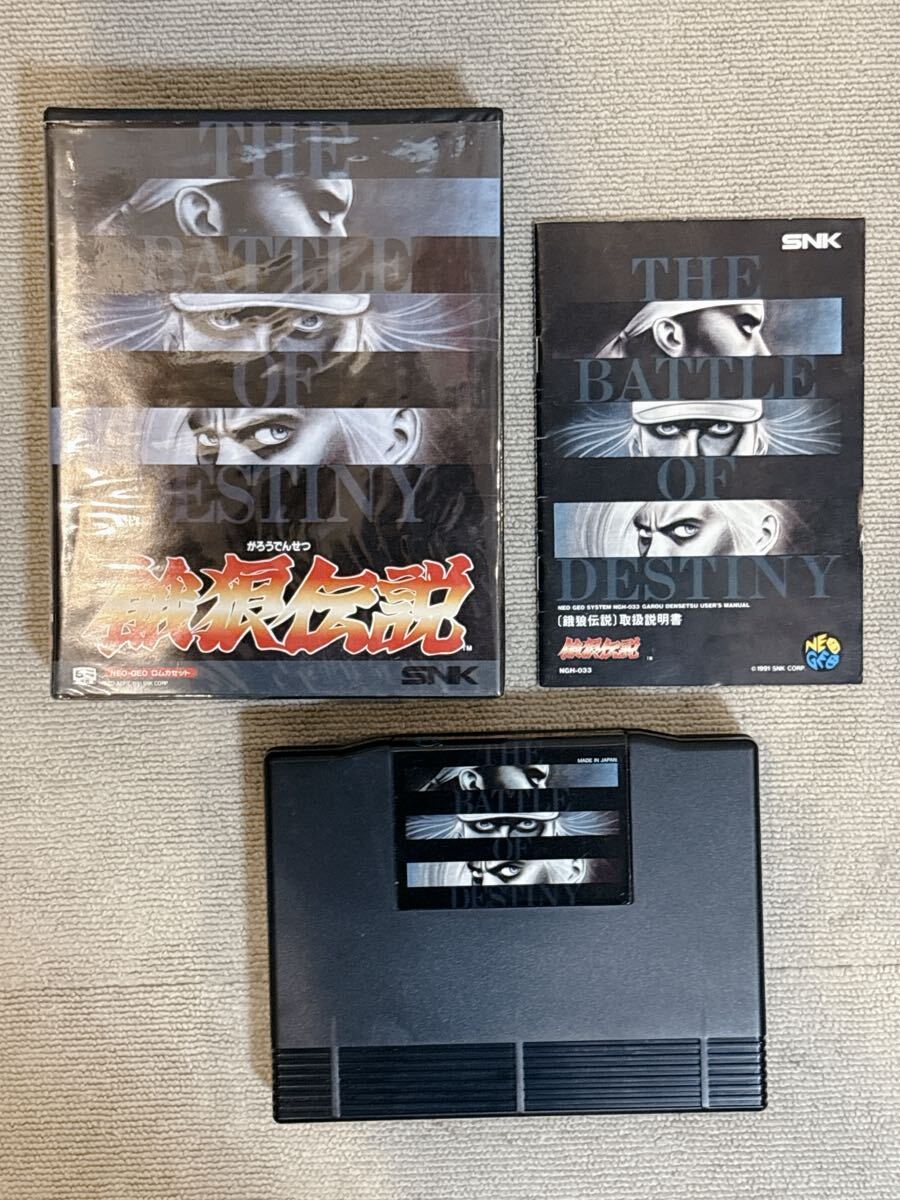 THE
BATTLE
OF
DESTINY
がろうでんせつ
餓狼伝説
TM
NEO•GEO ロムカセット
SNK
SNK
THE
BATTLE
OF
DESTINY
NEO GEO SYSTEM NGH-033 GAROU DENSETSU USER'S MANUAL
〔餓狼伝説〕取扱説明書
餓狼伝説
TM
NEO
GEO
NGH-033
© 1991 SNK CORP.
THE
MADE IN JAPAN
BATTLE
OF
DESTINY